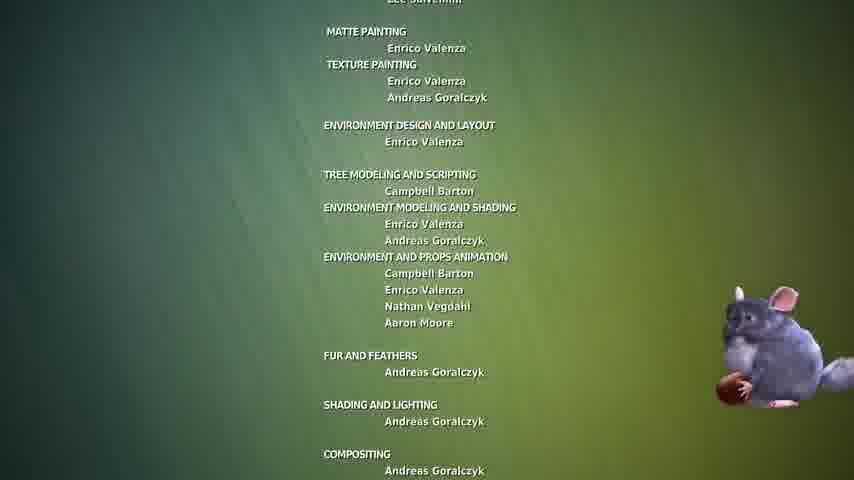 MATTE PAINTING
Enrico Valenza
TEXTURE PAINTING
Enrico Valenza
Andreas Goralczyk
ENVIRONMENT DESIGN AND LAYOUT
Enrico Valenza
TREE MODELING AND SCRIPTING
Campbell Barton
ENVIRONMENT MODELING AND SHADING
Enrico Valenza
Andreas Goralczyk
ENVIRONMENT AND PROPS ANIMATION
Campbell Barton
Enrico Valenza
Nathan Vegdahl
Aaron Moore
FUR AND FEATHERS
Andreas Goralczyk
SHADING AND LIGHTING
Andreas Goralczyk
COMPOSITING
Andreas Goralczyk